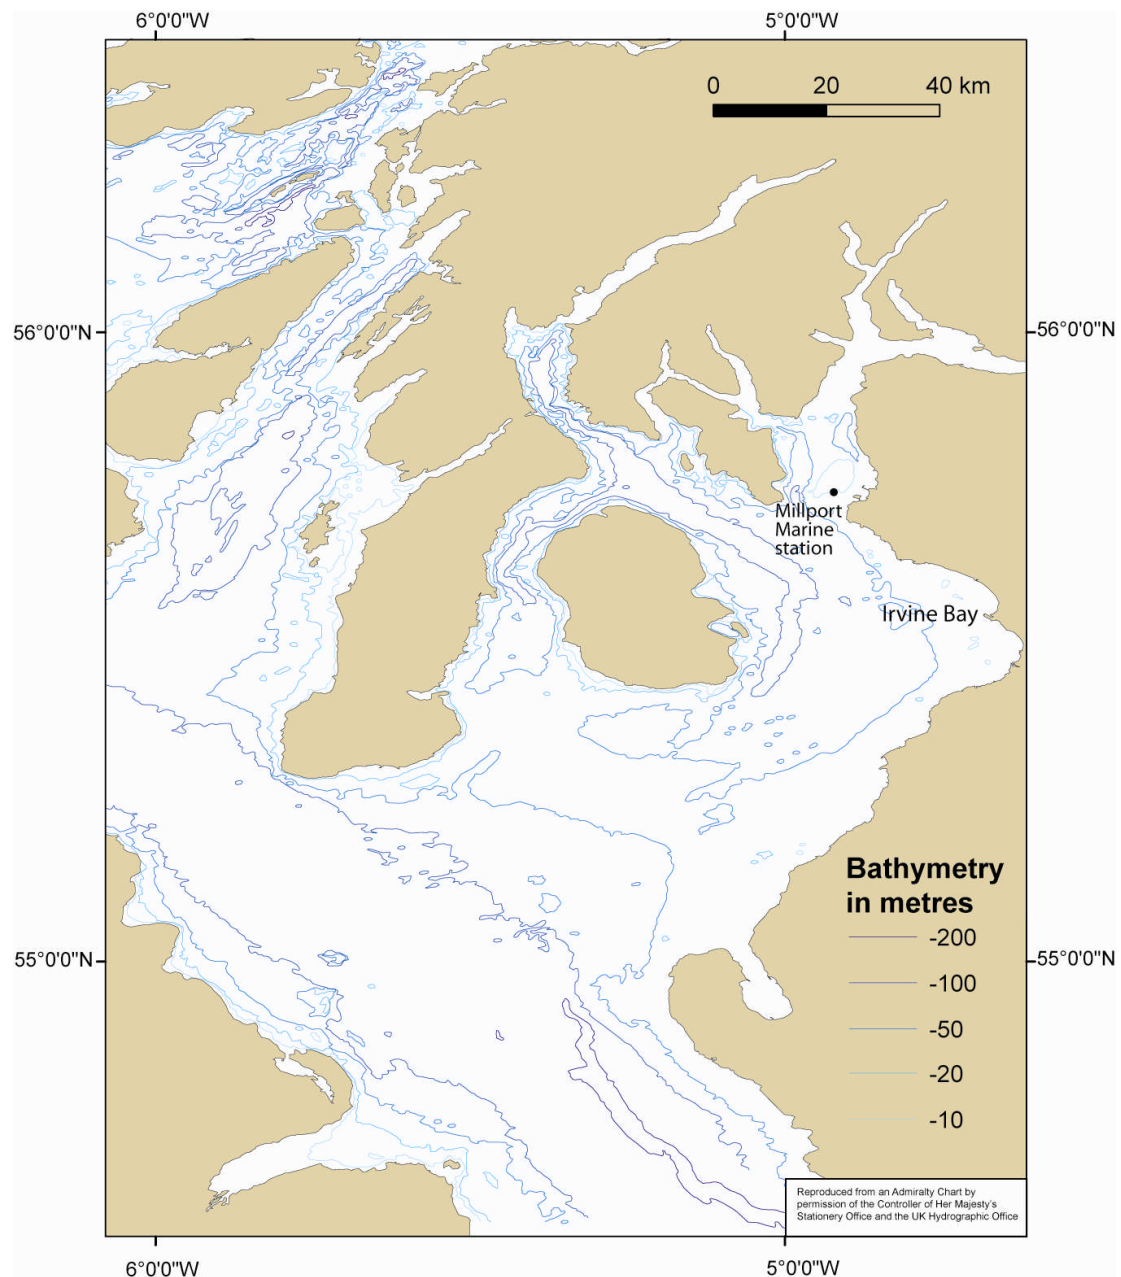 6°0'0"W
5°0'0"W
0
20
40 km
56°0'0"N
56°0'0"N
Millport
Marine
station
Irvine Bay
Bathymetry
in metres
-200
-100
-50
-20
-10
55°0'0"N
55°0'0"N
Reproduced from an Admiralty Chart by
permission of the Controller of Her Majesty's
Stationery Office and the UK Hydrographic Office
6°0'0"W
5°0'0"W